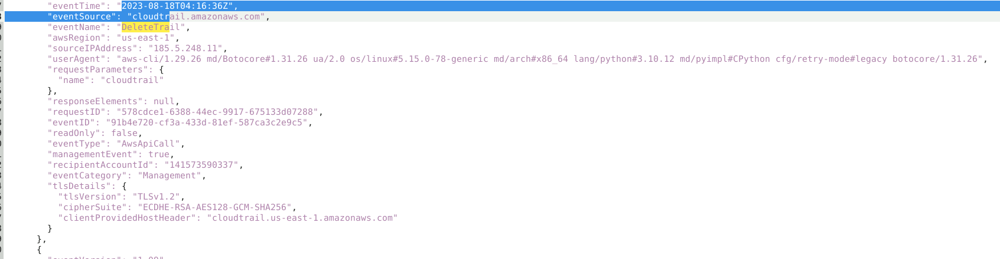 "eventTime": "2023-08-18T04:16:36Z",
"eventSource": "cloudtrail.amazonaws.com",
"eventName": "DeleteTrail",
"awsRegion": "us-east-1",
"sourceIPAddress": "185.5.248.11",
"userAgent": "aws-cli/1.29.26 md/Botocore#1.31.26 ua/2.0 os/linux#5.15.0-78-generic md/arch#x86_64 lang/python#3.10.12 md/pyimpl#CPython cfg/retry-mode#legacy botocore/1.31.26",
"requestParameters": {
"name": "cloudtrail"
},
"responseElements": null,
"requestID": "578cdce1-6388-44ec-9917-675133d07288",
"eventID": "91b4e720-cf3a-433d-81ef-587ca3c2e9c5",
"readOnly": false,
"eventType": "AwsApiCall",
"managementEvent": true,
"recipientAccountId": "141573590337",
"eventCategory": "Management",
"tlsDetails": {
"tlsVersion": "TLSv1.2",
"cipherSuite": "ECDHE-RSA-AES128-GCM-SHA256",
"clientProvidedHostHeader": "cloudtrail.us-east-1.amazonaws.com"
}
},
{